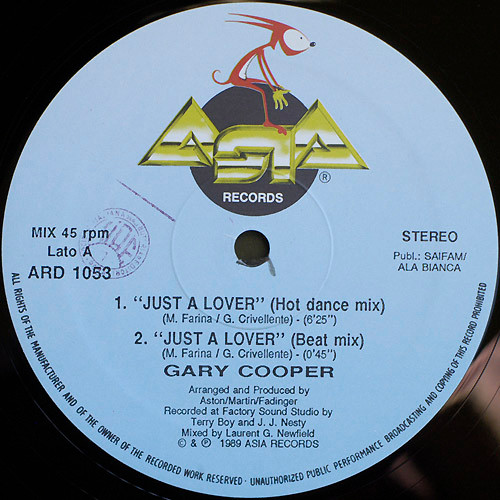 ASIA
RECORDS
MIX 45 rpm
Lato A
ARD 1053
STEREO
Publ.: SAIFAM/
ALA BIANCA
1. "JUST A LOVER" (Hot dance mix)
(M. Farina / G. Crivellente) - (6'25")
2. "JUST A LOVER" (Beat mix)
(M. Farina / G. Crivellente) - (0'45")
GARY COOPER
Arranged and Produced by
Aston/Martin/Fadinger
Recorded at Factory Sound Studio by
Terry Boy and J. J. Nesty
Mixed by Laurent G. Newfield
© & ℗ 1989 ASIA RECORDS
ALL RIGHTS OF THE MANUFACTURER AND OF THE OWNER OF THE RECORDED WORK RESERVED · UNAUTHORIZED PUBLIC PERFORMANCE BROADCASTING AND COPYING OF THIS RECORD PROHIBITED